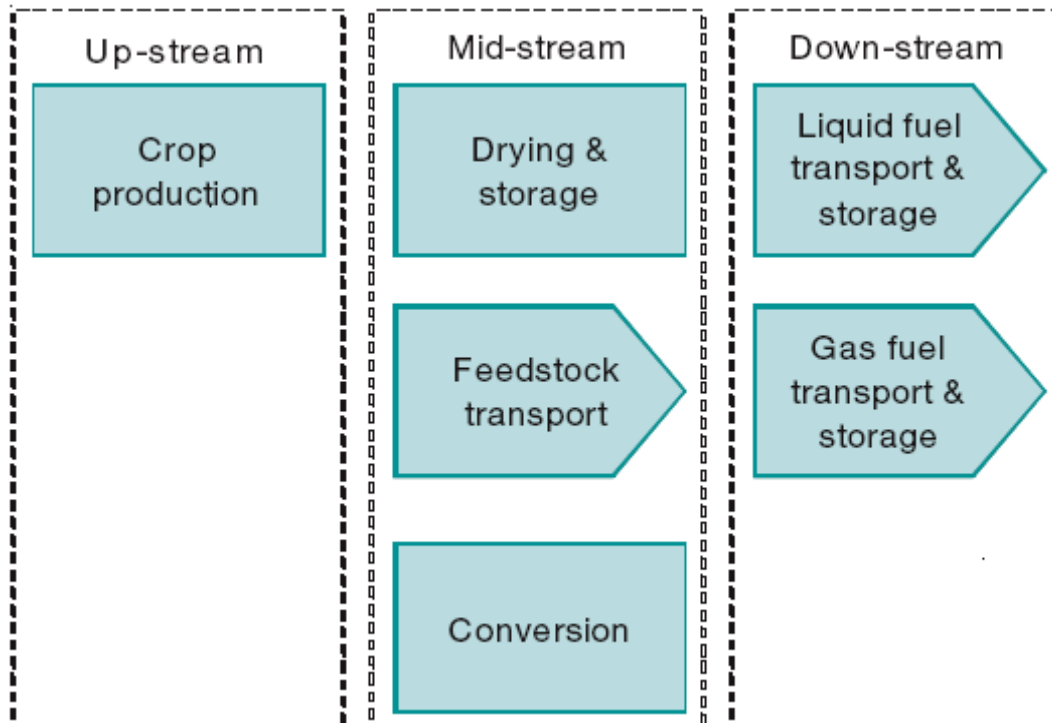 Up-stream
Crop
production
Mid-stream
Drying &
storage
Feedstock
transport
Conversion
Down-stream
Liquid fuel
transport &
storage
Gas fuel
transport &
storage